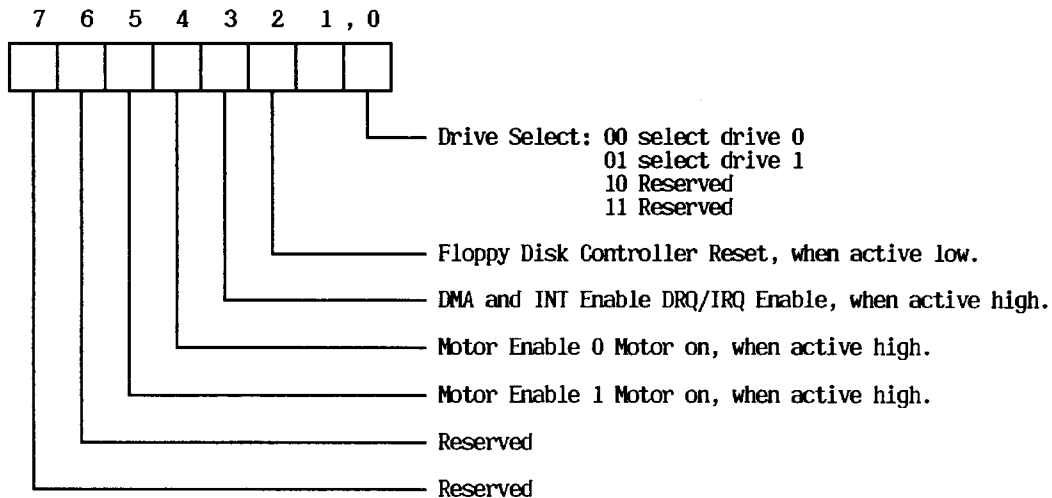 7 6 5 4 3 2 1 , 0
Drive Select: 00 select drive 0
01 select drive 1
10 Reserved
11 Reserved
Floppy Disk Controller Reset, when active low.
DMA and INT Enable DRQ/IRQ Enable, when active high.
Motor Enable 0 Motor on, when active high.
Motor Enable 1 Motor on, when active high.
Reserved
Reserved